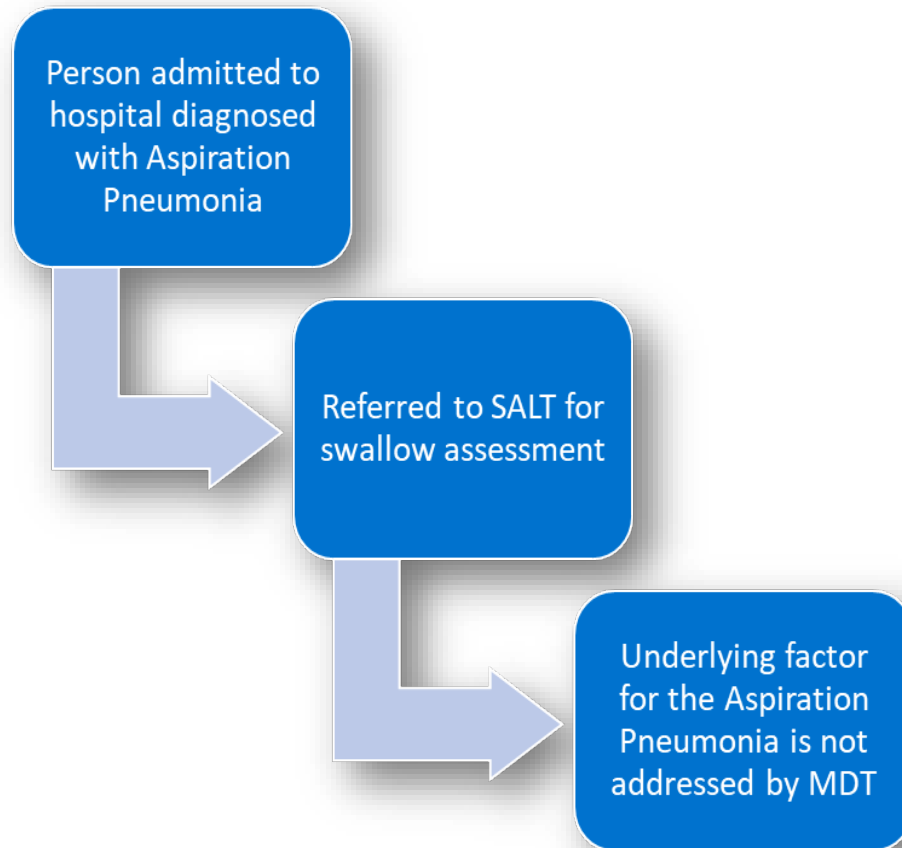 Person admitted to
hospital diagnosed
with Aspiration
Pneumonia
Referred to SALT for
swallow assessment
Underlying factor
for the Aspiration
Pneumonia is not
addressed by MDT